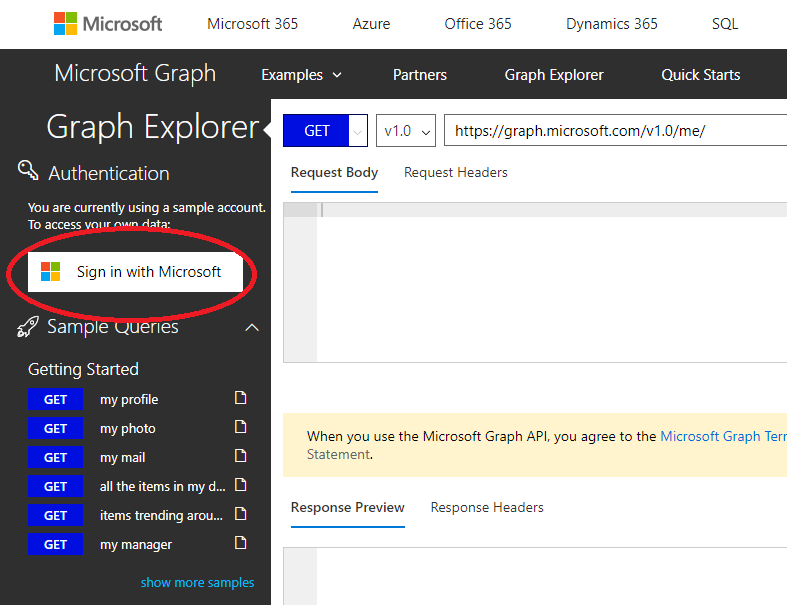 Microsoft Microsoft 365 Azure Office 365 Dynamics 365 SQL
Microsoft Graph Examples Partners Graph Explorer Quick Starts
Graph Explorer
Authentication
You are currently using a sample account.
To access your own data:
Sign in with Microsoft
Sample Queries
Getting Started
GET my profile
GET my photo
GET my mail
GET all the items in my d...
GET items trending arou...
GET my manager
show more samples
GET v1.0 https://graph.microsoft.com/v1.0/me/
Request Body Request Headers
When you use the Microsoft Graph API, you agree to the Microsoft Graph Terr
Statement.
Response Preview Response Headers